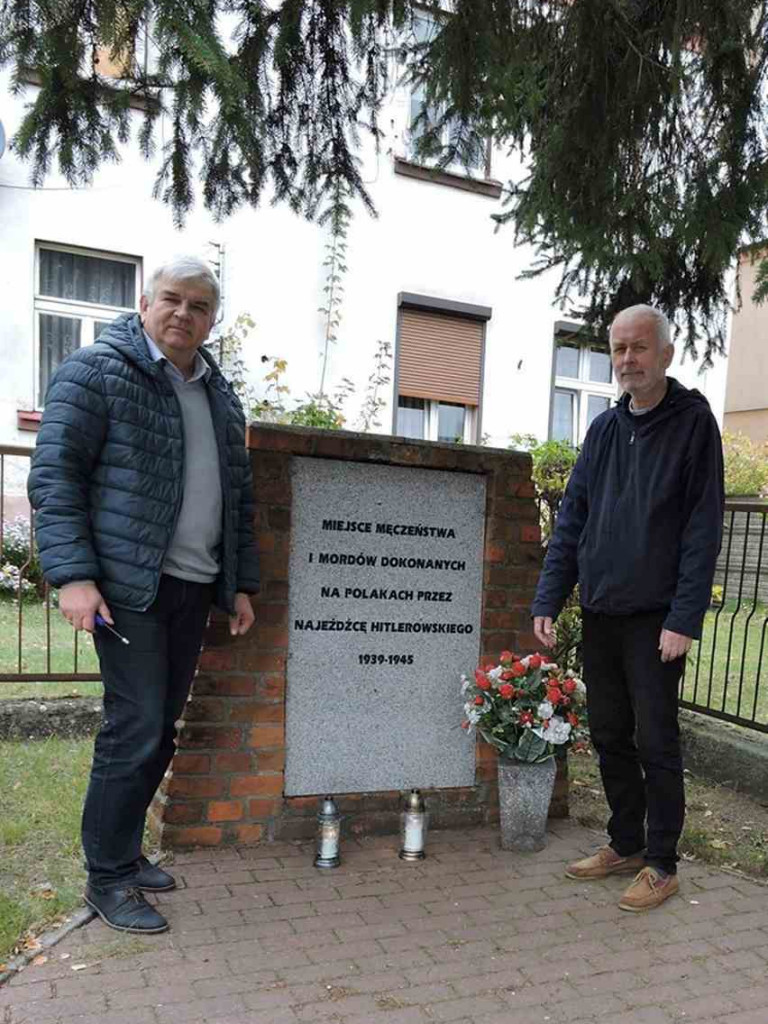 MIEJSCE MĘCZEŃSTWA
I MORDÓW DOKONANYCH
NA POLAKACH PRZEZ
NAJEŹDŹCĘ HITLEROWSKIEGO
1939-1945